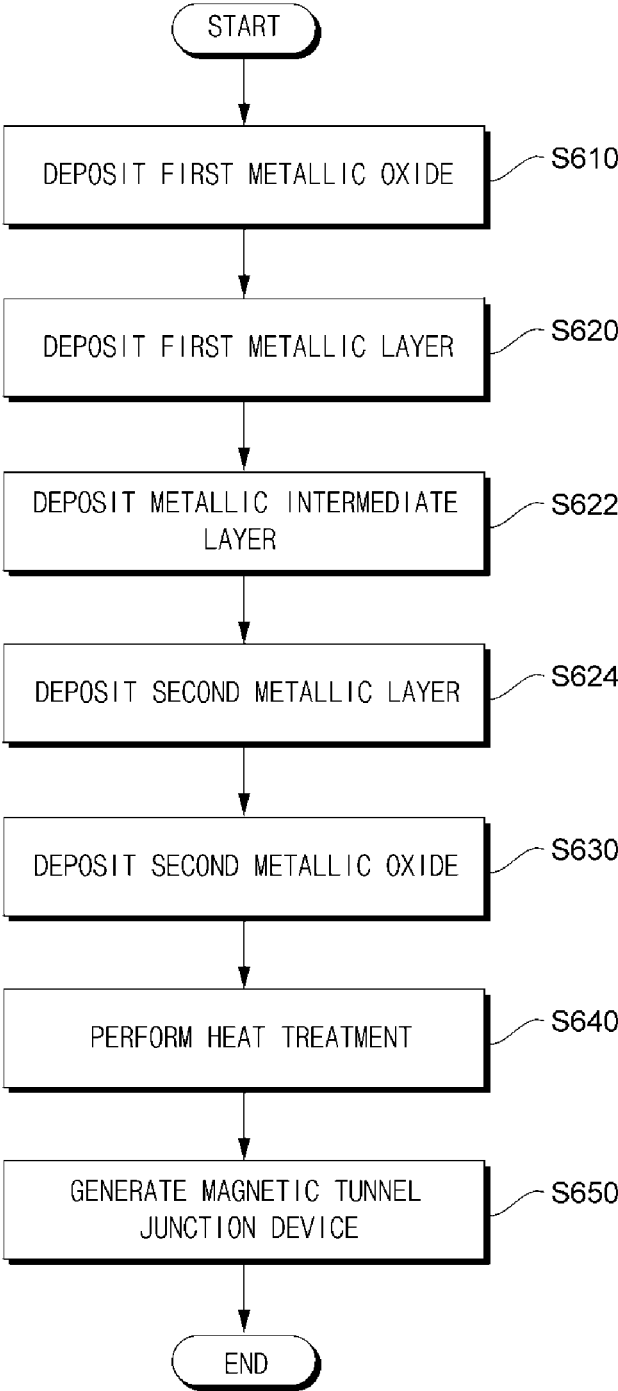 START
DEPOSIT FIRST METALLIC OXIDE
S610
DEPOSIT FIRST METALLIC LAYER
S620
DEPOSIT METALLIC INTERMEDIATE
LAYER
S622
DEPOSIT SECOND METALLIC LAYER
S624
DEPOSIT SECOND METALLIC OXIDE
S630
PERFORM HEAT TREATMENT
S640
GENERATE MAGNETIC TUNNEL
JUNCTION DEVICE
S650
END